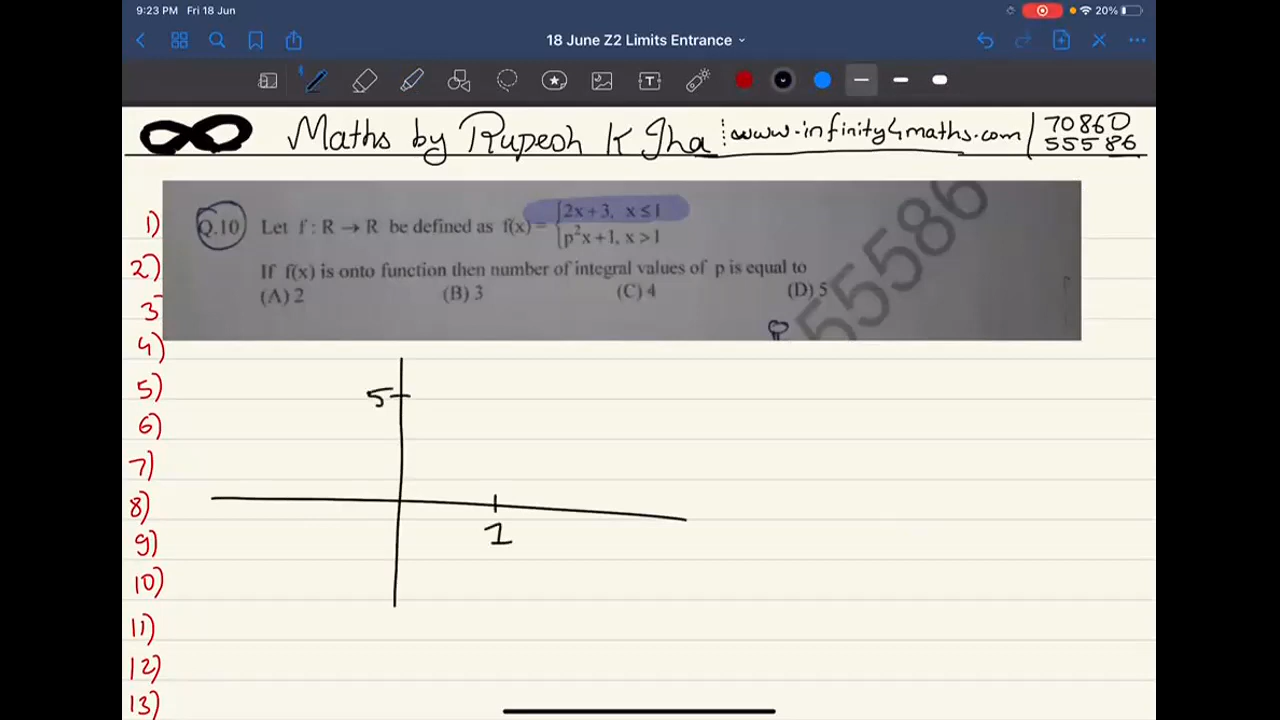 9:23 PM Fri 18 Jun
20%
18 June Z2 Limits Entrance
Maths by Rupesh K Jha
www.infinity4maths.com
70860
55586
Q.10 Let f : R → R be defined as f(x) = {2x+3, x ≤ 1
{p²x+1, x > 1
If f(x) is onto function then number of integral values of p is equal to
(A) 2 (B) 3 (C) 4 (D) 5
55586
1)
2)
3
4)
5)
6)
7)
8)
9)
10)
11)
12)
13)
5
1